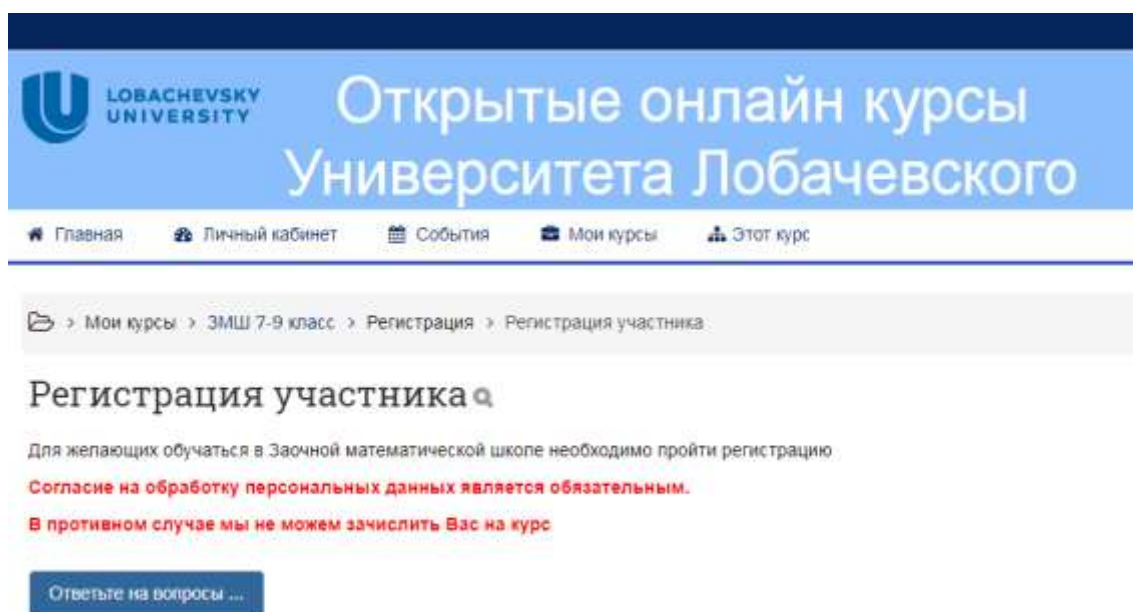 LOBACHEVSKY
UNIVERSITY
Открытые онлайн курсы
Университета Лобачевского
Главная Личный кабинет События Мои курсы Этот курс
> Мои курсы > ЗМШ 7-9 класс > Регистрация > Регистрация участника
Регистрация участника
Для желающих обучаться в Заочной математической школе необходимо пройти регистрацию
Согласие на обработку персональных данных является обязательным.
В противном случае мы не можем зачислить Вас на курс
Ответьте на вопросы ...